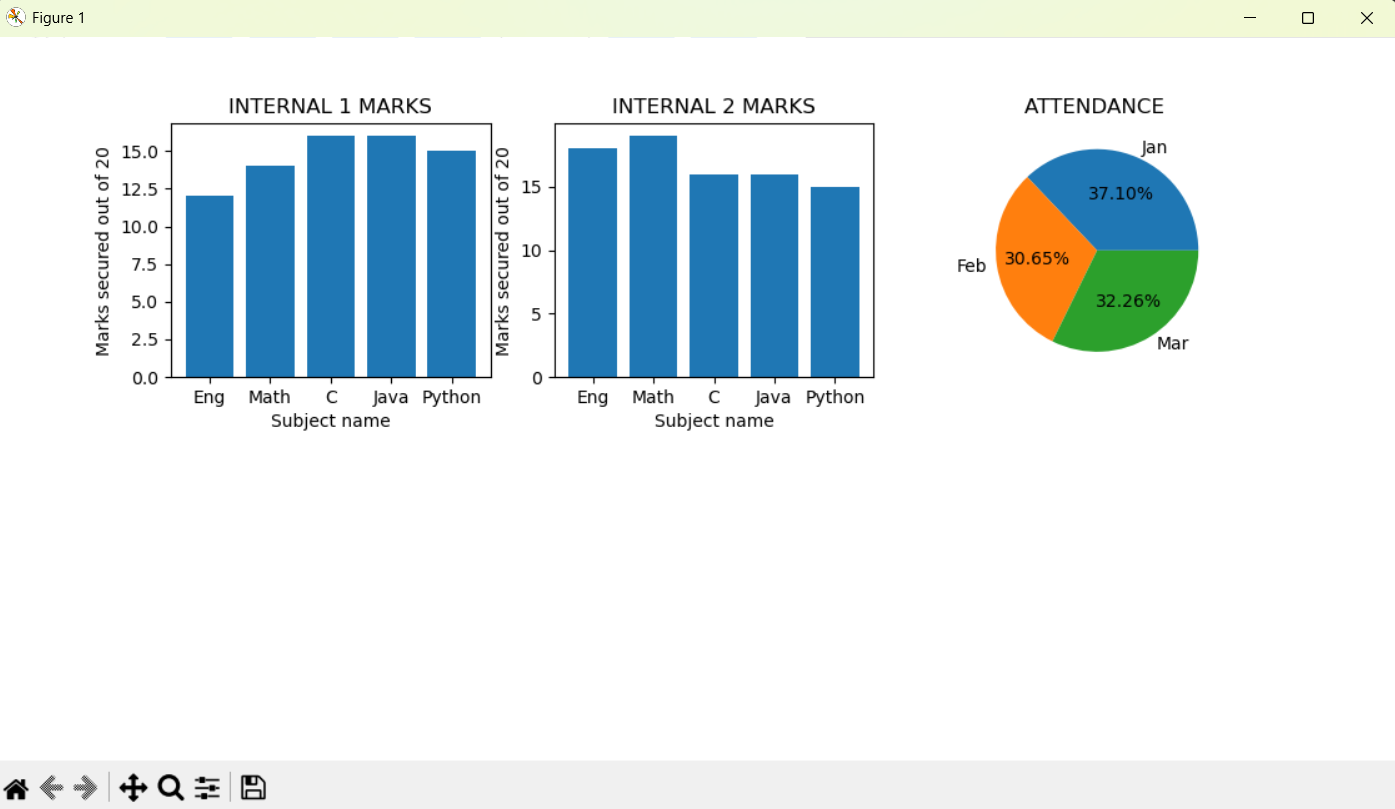 Figure 1
INTERNAL 1 MARKS
Marks secured out of 20
15.0
12.5
10.0
7.5
5.0
2.5
0.0
Eng Math C Java Python
Subject name
INTERNAL 2 MARKS
Marks secured out of 20
15
10
5
0
Eng Math C Java Python
Subject name
ATTENDANCE
Jan
37.10%
Feb
30.65%
32.26%
Mar